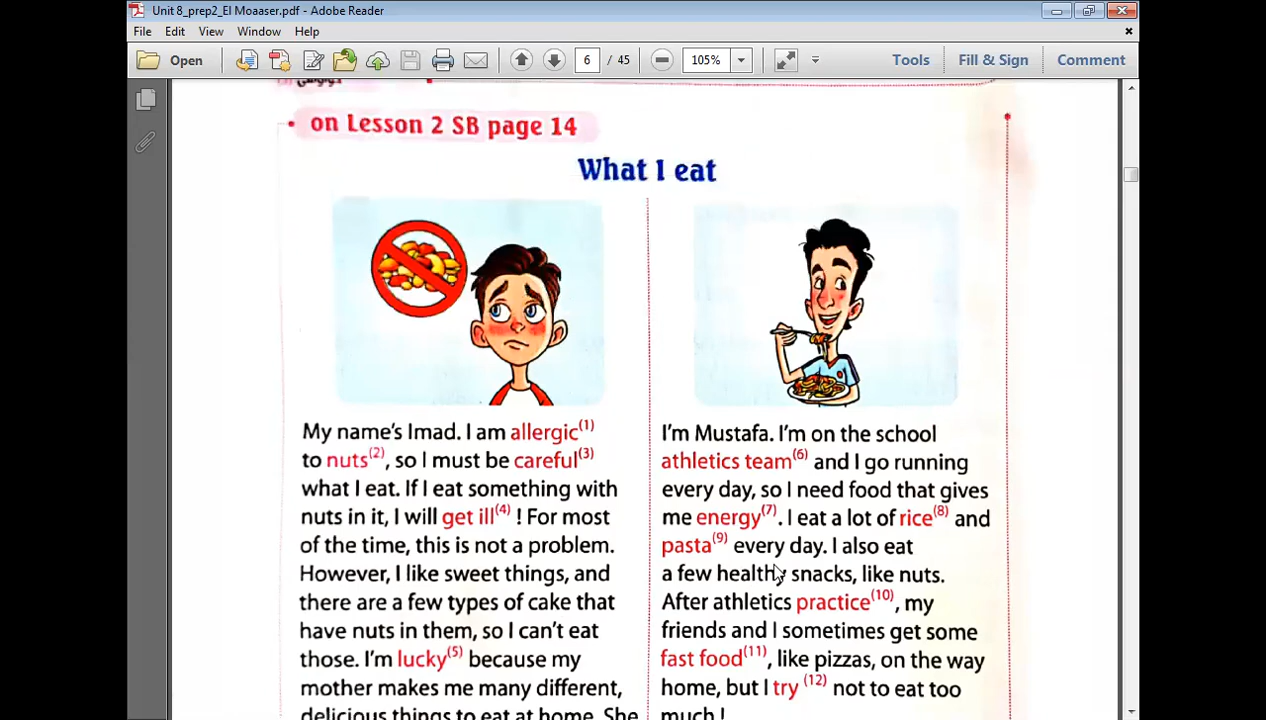 Unit 8_prep2_El Moaaser.pdf - Adobe Reader
File Edit View Window Help
Open 6 / 45 105% Tools Fill & Sign Comment
on Lesson 2 SB page 14
What I eat
My name's Imad. I am allergic(1)
to nuts(2), so I must be careful(3)
what I eat. If I eat something with
nuts in it, I will get ill(4) ! For most
of the time, this is not a problem.
However, I like sweet things, and
there are a few types of cake that
have nuts in them, so I can't eat
those. I'm lucky(5) because my
mother makes me many different,
delicious things to eat at home. She
I'm Mustafa. I'm on the school
athletics team(6) and I go running
every day, so I need food that gives
me energy(7). I eat a lot of rice(8) and
pasta(9) every day. I also eat
a few healthy snacks, like nuts.
After athletics practice(10), my
friends and I sometimes get some
fast food(11), like pizzas, on the way
home, but I try (12) not to eat too
much !